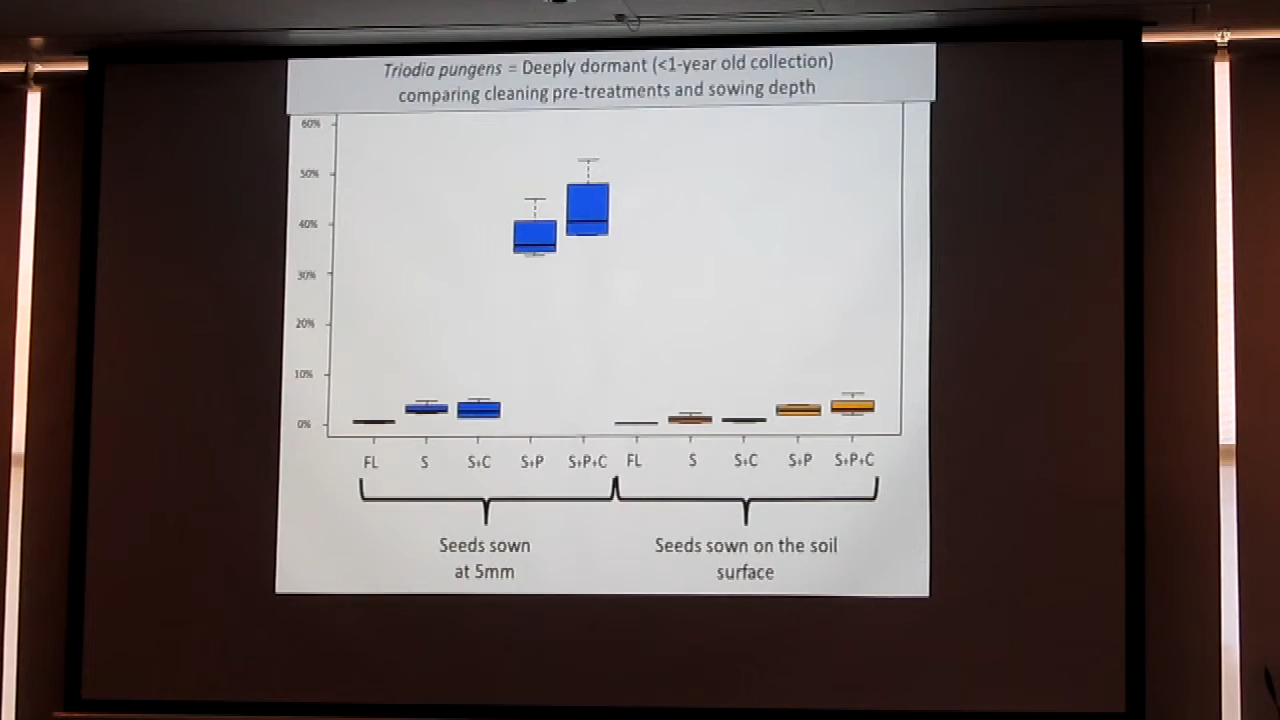 Triodia pungens = Deeply dormant (<1-year old collection)
comparing cleaning pre-treatments and sowing depth
60%
50%
40%
30%
20%
10%
0%
FL S S+C S+P S+P+C FL S S+C S+P S+P+C
Seeds sown
at 5mm
Seeds sown on the soil
surface